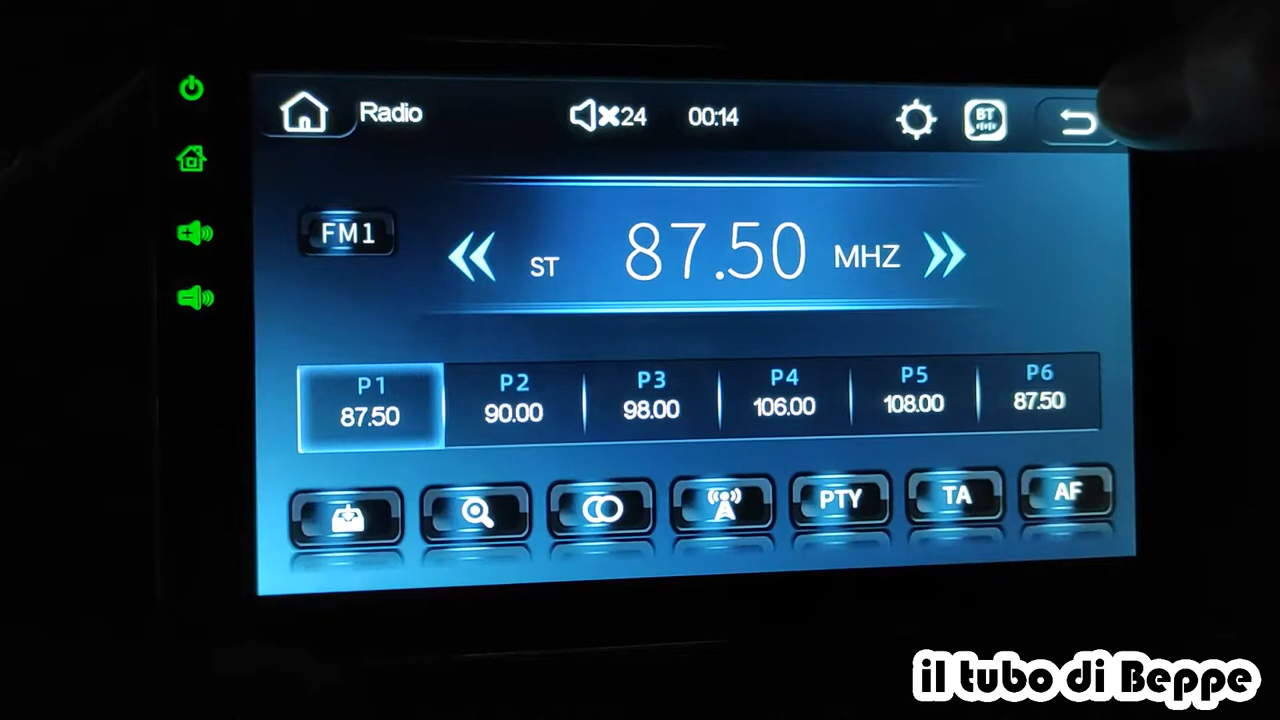 Radio
24
00:14
BT
FM1
ST
87.50
MHZ
P1
P2
P3
P4
P5
P6
87.50
90.00
98.00
106.00
108.00
87.50
PTY
TA
AF
il tubo di Beppe